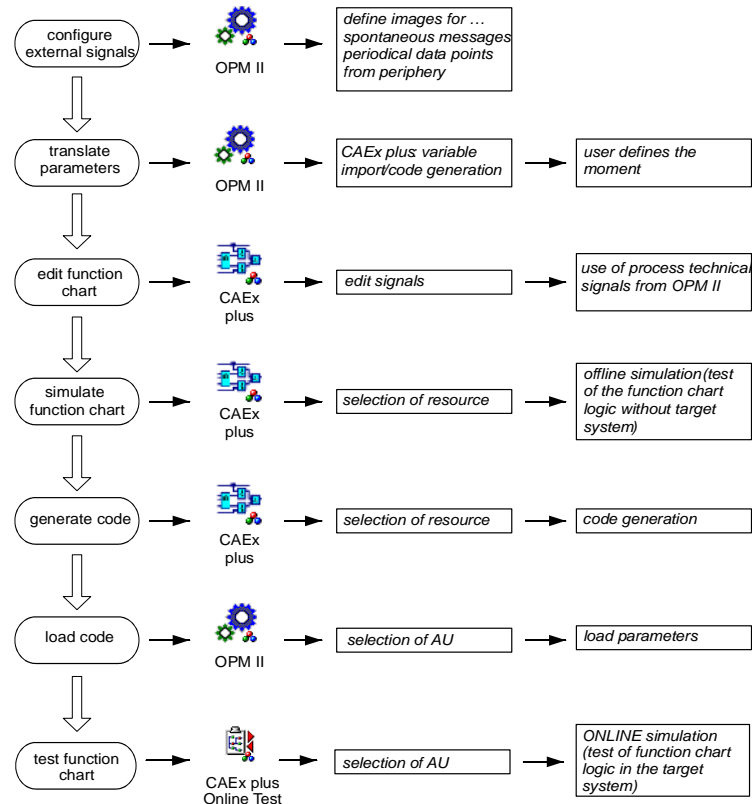 configure
external signals
OPM II
define images for ...
spontaneous messages
periodical data points
from periphery
translate
parameters
OPM II
CAEx plus: variable
import/code generation
user defines the
moment
edit function
chart
CAEx
plus
edit signals
use of process technical
signals from OPM II
simulate
function chart
CAEx
plus
selection of resource
offline simulation(test
of the function chart
logic without target
system)
generate code
CAEx
plus
selection of resource
code generation
load code
OPM II
selection of AU
load parameters
test function
chart
CAEx plus
Online Test
selection of AU
ONLINE simulation
(test of function chart
logic in the target
system)